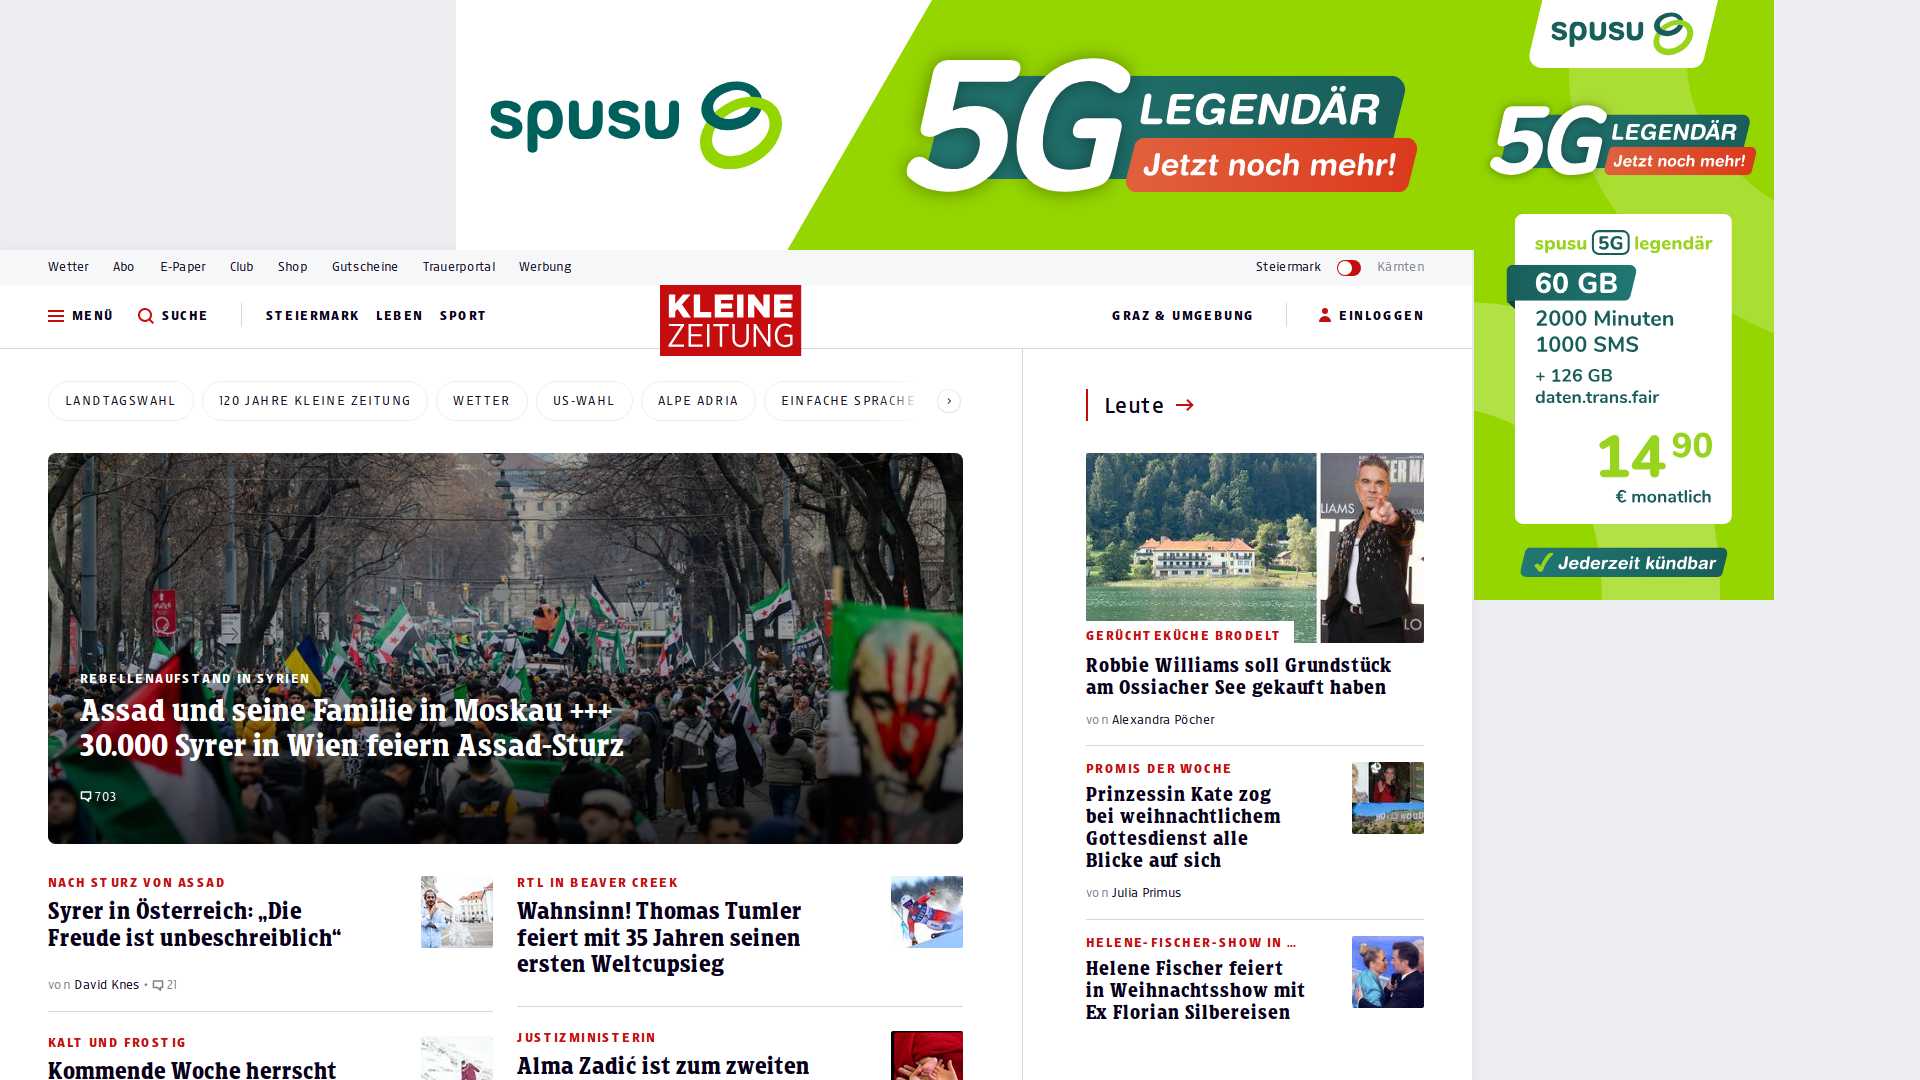 spusu
5G LEGENDÄR
Jetzt noch mehr!
spusu
5G LEGENDÄR
Jetzt noch mehr!
spusu 5G legendär
60 GB
2000 Minuten
1000 SMS
+ 126 GB
daten.trans.fair
14 90
€ monatlich
Jederzeit kündbar
Wetter Abo E-Paper Club Shop Gutscheine Trauerportal Werbung
Steiermark Kärnten
MENÜ SUCHE STEIERMARK LEBEN SPORT
KLEINE
ZEITUNG
GRAZ & UMGEBUNG EINLOGGEN
LANDTAGSWAHL 120 JAHRE KLEINE ZEITUNG WETTER US-WAHL ALPE ADRIA EINFACHE SPRACHE
REBELLENAUFSTAND IN SYRIEN
Assad und seine Familie in Moskau +++
30.000 Syrer in Wien feiern Assad-Sturz
703
NACH STURZ VON ASSAD
Syrer in Österreich: „Die
Freude ist unbeschreiblich“
von David Knes • 21
KALT UND FROSTIG
Kommende Woche herrscht
RTL IN BEAVER CREEK
Wahnsinn! Thomas Tumler
feiert mit 35 Jahren seinen
ersten Weltcupsieg
JUSTIZMINISTERIN
Alma Zadić ist zum zweiten
Leute
GERÜCHTEKÜCHE BRODELT
Robbie Williams soll Grundstück
am Ossiacher See gekauft haben
von Alexandra Pöcher
PROMIS DER WOCHE
Prinzessin Kate zog
bei weihnachtlichem
Gottesdienst alle
Blicke auf sich
von Julia Primus
HELENE-FISCHER-SHOW IN ...
Helene Fischer feiert
in Weihnachtsshow mit
Ex Florian Silbereisen